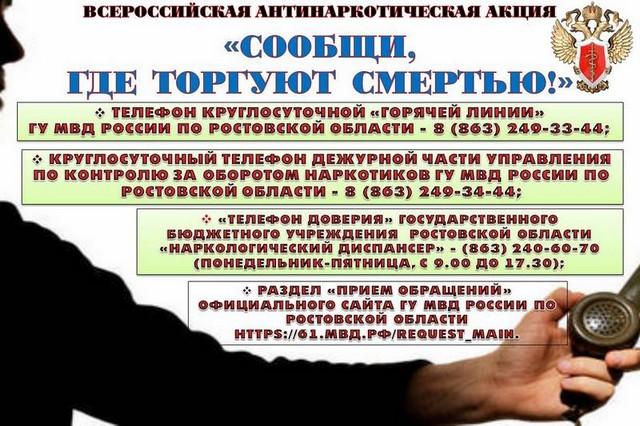 ВСЕРОССИЙСКАЯ АНТИНАРКОТИЧЕСКАЯ АКЦИЯ
«СООБЩИ,
ГДЕ ТОРГУЮТ СМЕРТЬЮ!»
❖ ТЕЛЕФОН КРУГЛОСУТОЧНОЙ «ГОРЯЧЕЙ ЛИНИИ»
ГУ МВД РОССИИ ПО РОСТОВСКОЙ ОБЛАСТИ - 8 (863) 249-33-44;
❖ КРУГЛОСУТОЧНЫЙ ТЕЛЕФОН ДЕЖУРНОЙ ЧАСТИ УПРАВЛЕНИЯ
ПО КОНТРОЛЮ ЗА ОБОРОТОМ НАРКОТИКОВ ГУ МВД РОССИИ ПО
РОСТОВСКОЙ ОБЛАСТИ - 8 (863) 249-34-44;
❖ «ТЕЛЕФОН ДОВЕРИЯ» ГОСУДАРСТВЕННОГО
БЮДЖЕТНОГО УЧРЕЖДЕНИЯ РОСТОВСКОЙ ОБЛАСТИ
«НАРКОЛОГИЧЕСКИЙ ДИСПАНСЕР» - (863) 240-60-70
(ПОНЕДЕЛЬНИК-ПЯТНИЦА, С 9.00 ДО 17.30);
❖ РАЗДЕЛ «ПРИЕМ ОБРАЩЕНИЙ»
ОФИЦИАЛЬНОГО САЙТА ГУ МВД РОССИИ ПО
РОСТОВСКОЙ ОБЛАСТИ
HTTPS://61.МВД.РФ/REQUEST_MAIN.